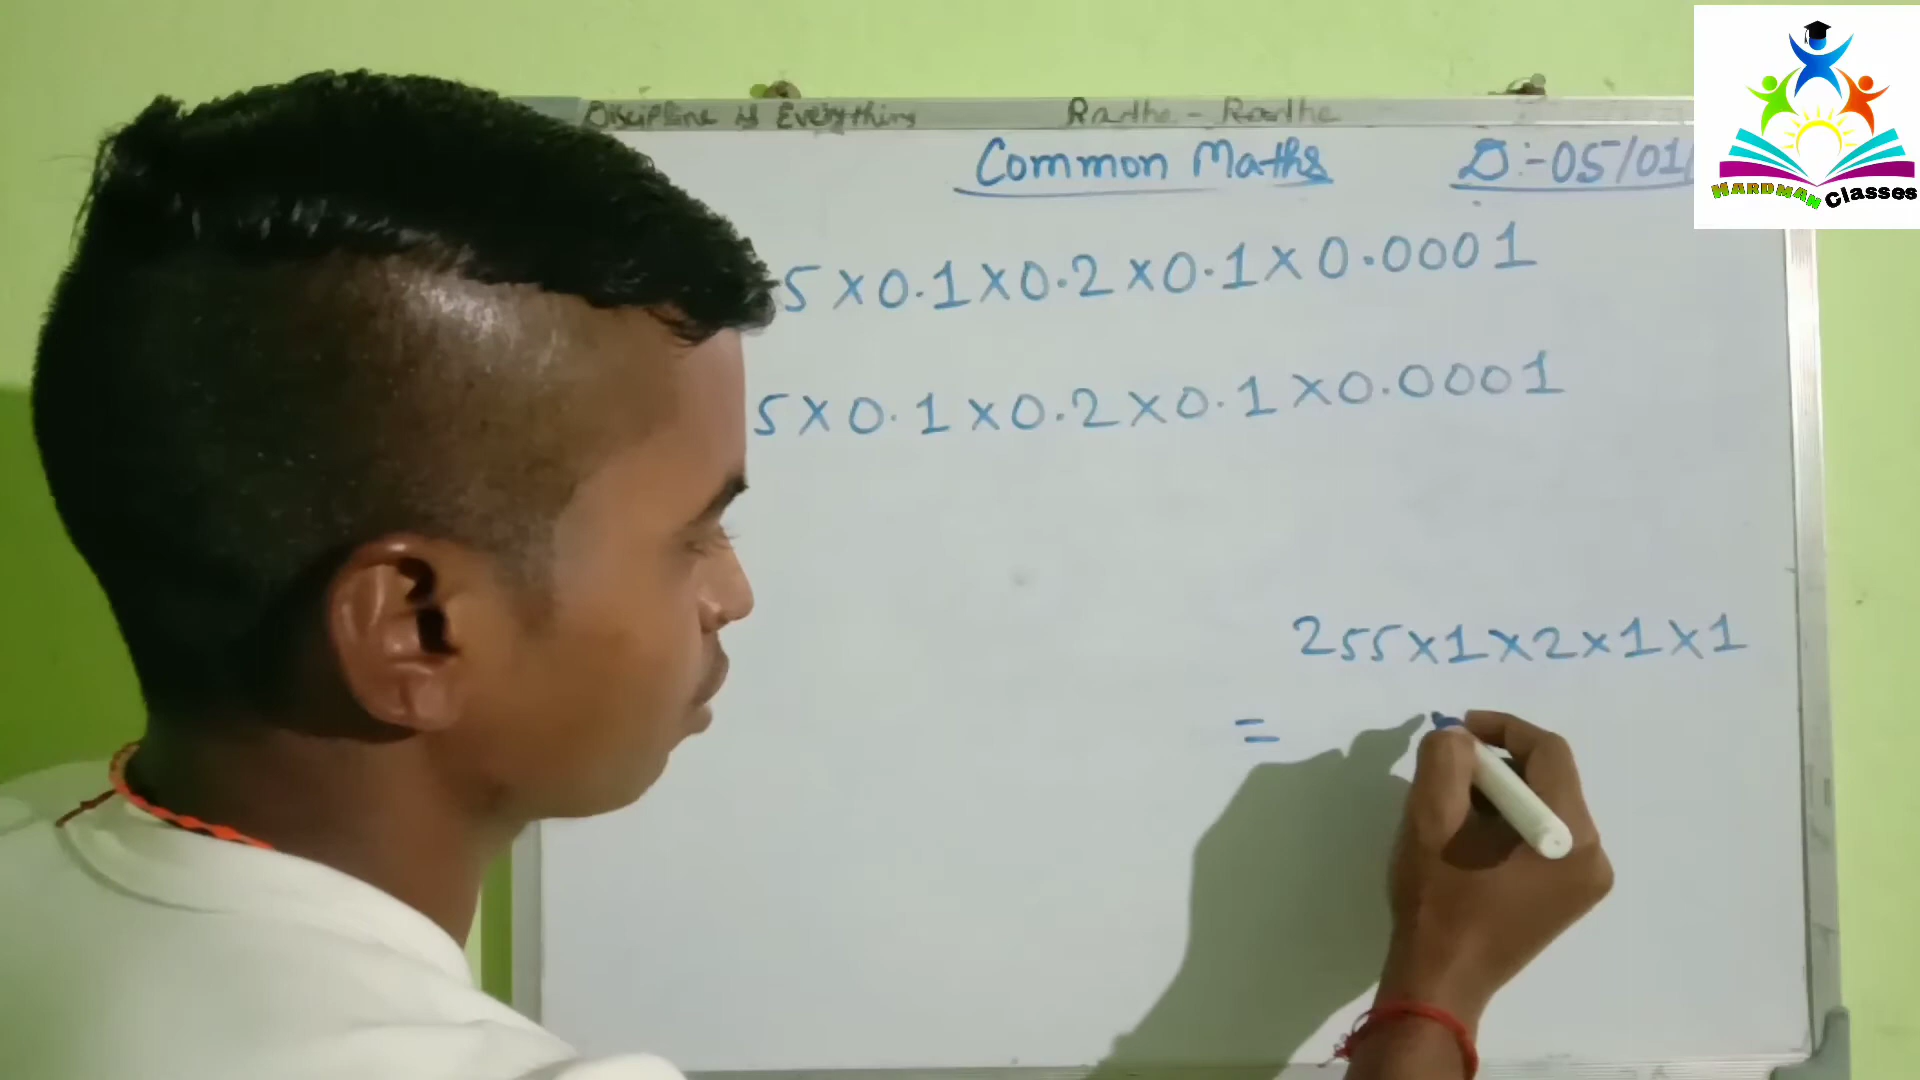 Discipline is Everything Radhe - Radhe
Common Maths D:-05/01/
HARDMAN Classes
5×0.1×0.2×0.1×0.0001
5×0.1×0.2×0.1×0.0001
255×1×2×1×1
=